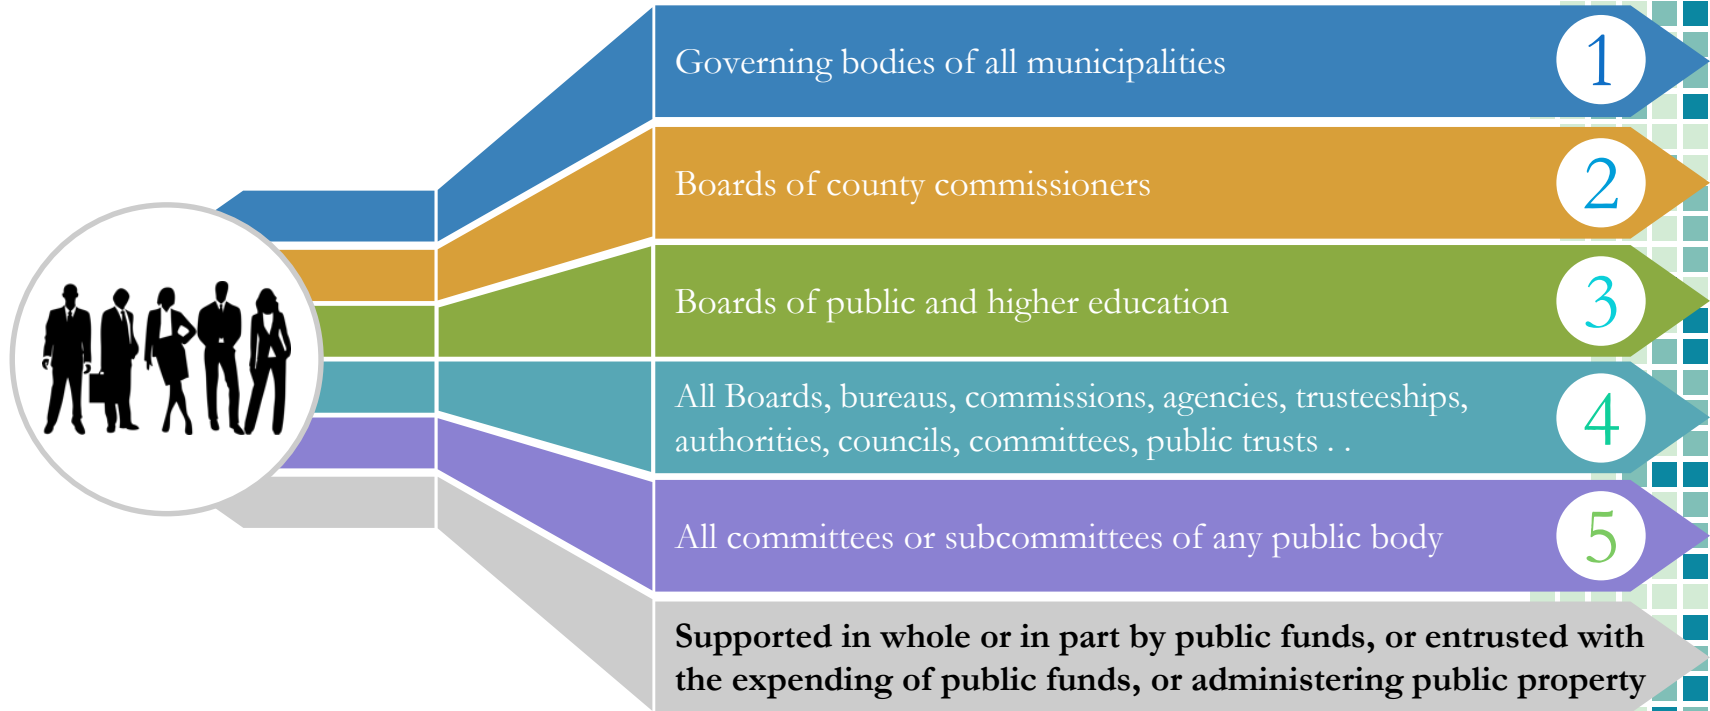 Governing bodies of all municipalities
1
Boards of county commissioners
2
Boards of public and higher education
3
All Boards, bureaus, commissions, agencies, trusteeships,
authorities, councils, committees, public trusts . .
4
All committees or subcommittees of any public body
5
Supported in whole or in part by public funds, or entrusted with
the expending of public funds, or administering public property